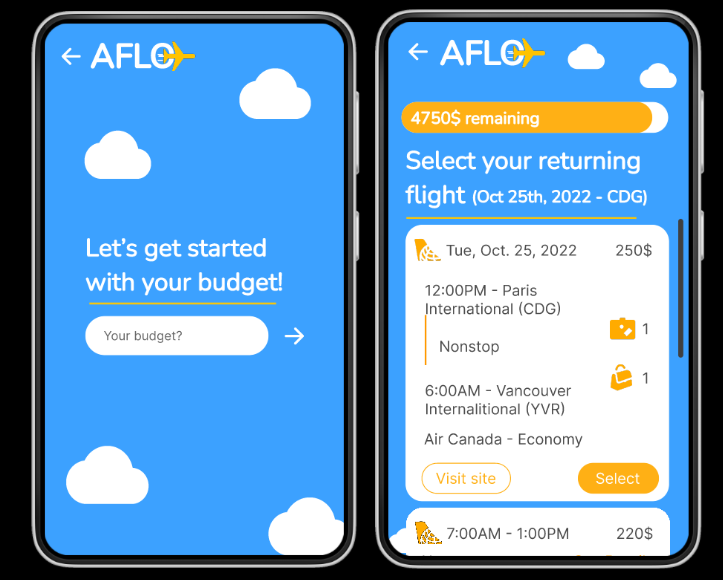 AFLO
Let's get started
with your budget!
Your budget?
AFLO
4750$ remaining
Select your returning
flight (Oct 25th, 2022 - CDG)
Tue, Oct. 25, 2022 250$
12:00PM - Paris
International (CDG)
1
Nonstop
1
6:00AM - Vancouver
Internalitional (YVR)
Air Canada - Economy
Visit site Select
7:00AM - 1:00PM 220$